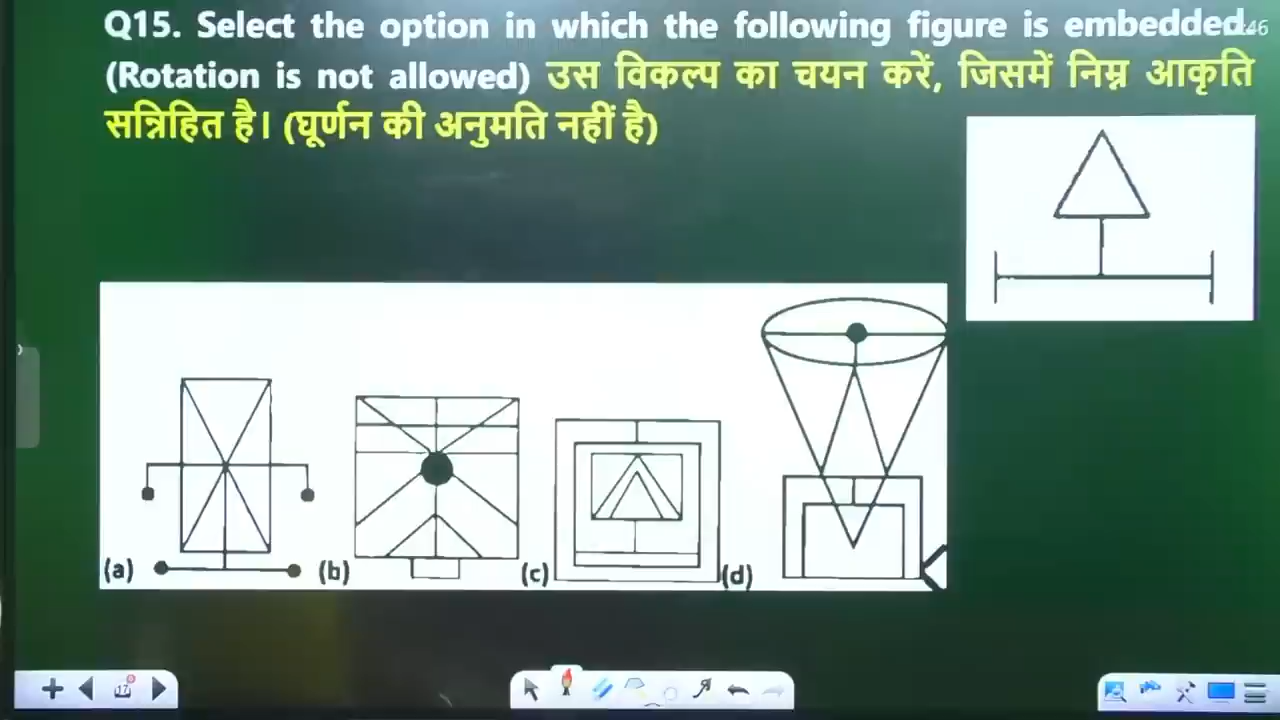 Q15. Select the option in which the following figure is embedded.
(Rotation is not allowed) उस विकल्प का चयन करें, जिसमें निम्न आकृति
सन्निहित है। (घूर्णन की अनुमति नहीं है)
(a) (b) (c) (d)
17